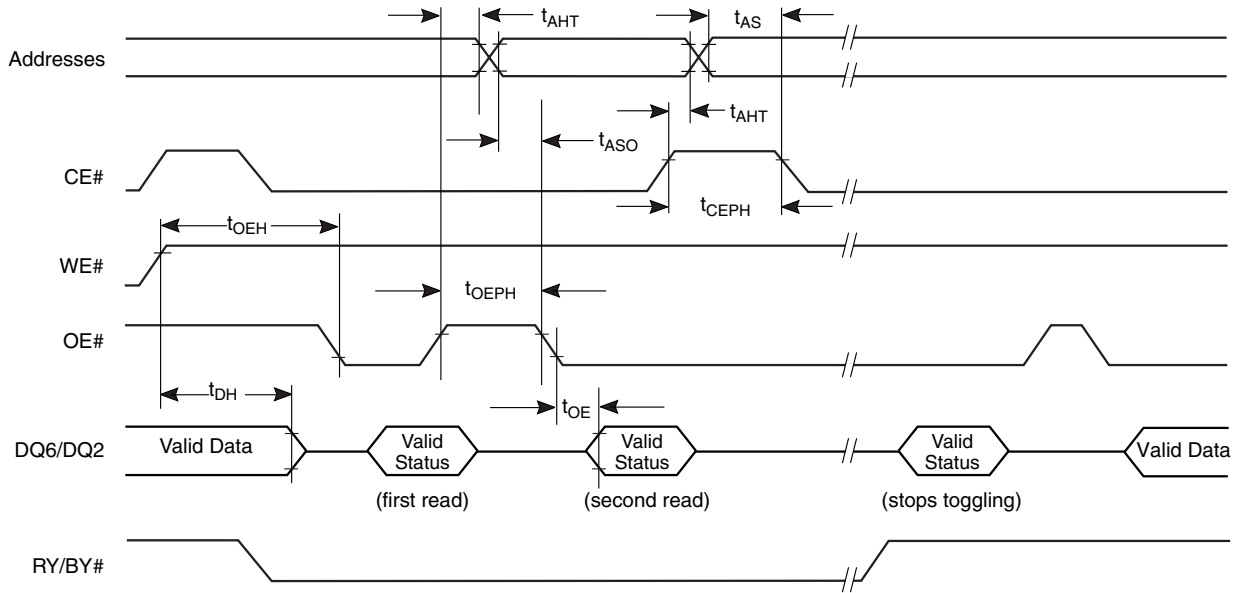 tAHT
tAS
Addresses
tAHT
tASO
CE#
tCEPH
tOEH
WE#
tOEPH
OE#
tDH
tOE
DQ6/DQ2
Valid Data
Valid
Status
Valid
Status
Valid
Status
Valid Data
(first read)
(second read)
(stops toggling)
RY/BY#